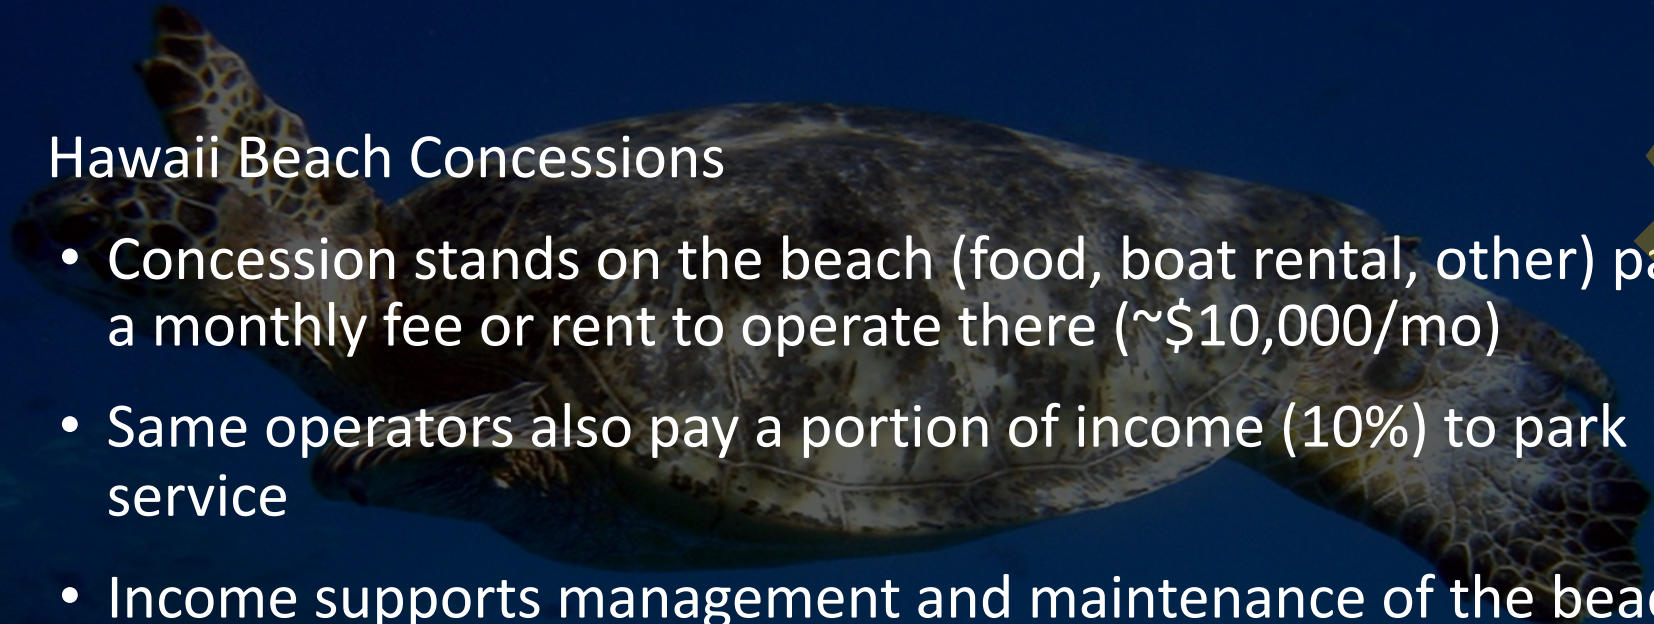 Hawaii Beach Concessions
• Concession stands on the beach (food, boat rental, other)
a monthly fee or rent to operate there (~$10,000/mo)
• Same operators also pay a portion of income (10%) to park
service
• Income supports management and maintenance of the